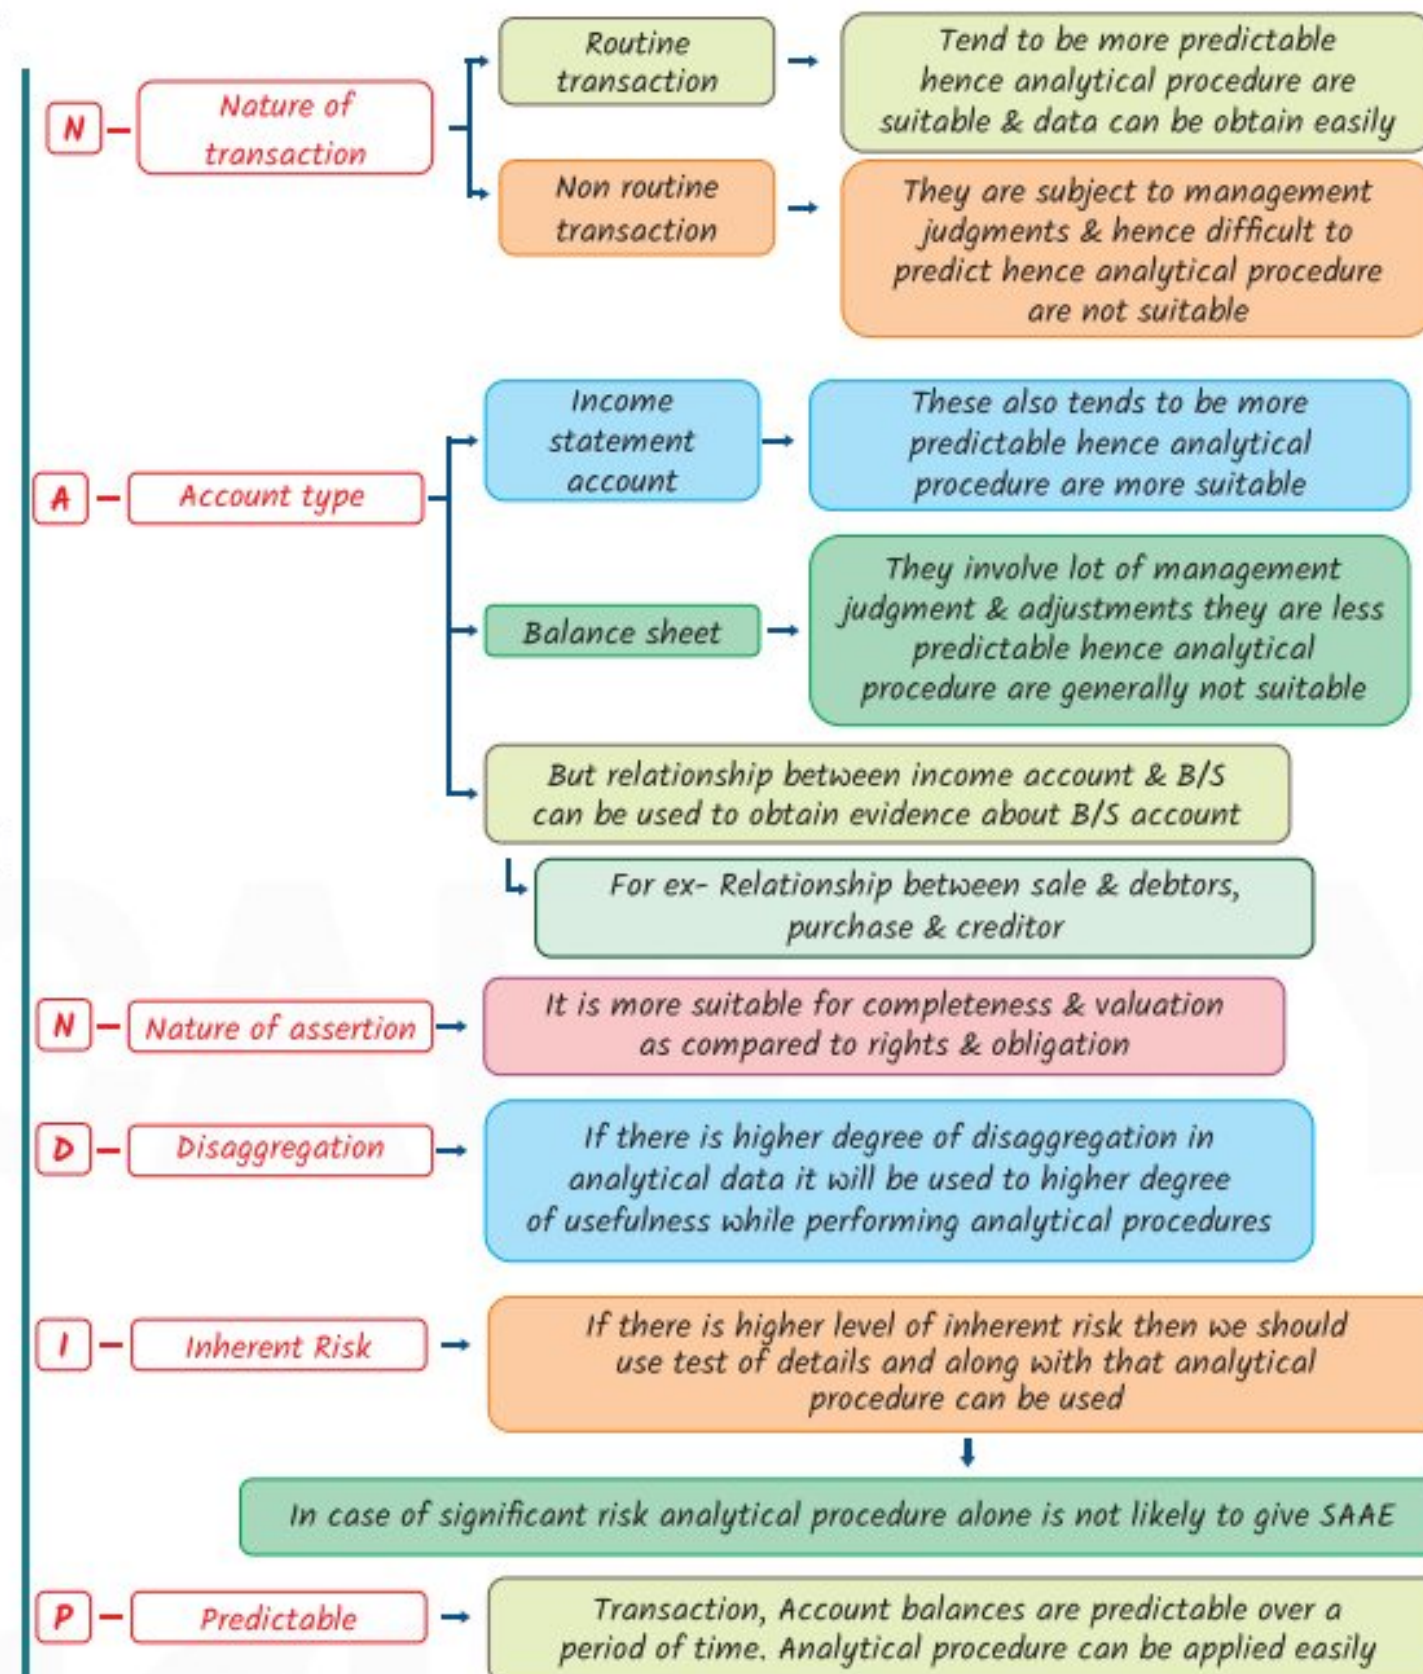 Routine
transaction
Tend to be more predictable
hence analytical procedure are
suitable & data can be obtain easily
N
Nature of
transaction
Non routine
transaction
They are subject to management
judgments & hence difficult to
predict hence analytical procedure
are not suitable
A
Account type
Income
statement
account
These also tends to be more
predictable hence analytical
procedure are more suitable
Balance sheet
They involve lot of management
judgment & adjustments they are less
predictable hence analytical
procedure are generally not suitable
But relationship between income account & B/S
can be used to obtain evidence about B/S account
For ex- Relationship between sale & debtors,
purchase & creditor
N
Nature of assertion
It is more suitable for completeness & valuation
as compared to rights & obligation
D
Disaggregation
If there is higher degree of disaggregation in
analytical data it will be used to higher degree
of usefulness while performing analytical procedures
I
Inherent Risk
If there is higher level of inherent risk then we should
use test of details and along with that analytical
procedure can be used
In case of significant risk analytical procedure alone is not likely to give SAAE
P
Predictable
Transaction, Account balances are predictable over a
period of time. Analytical procedure can be applied easily